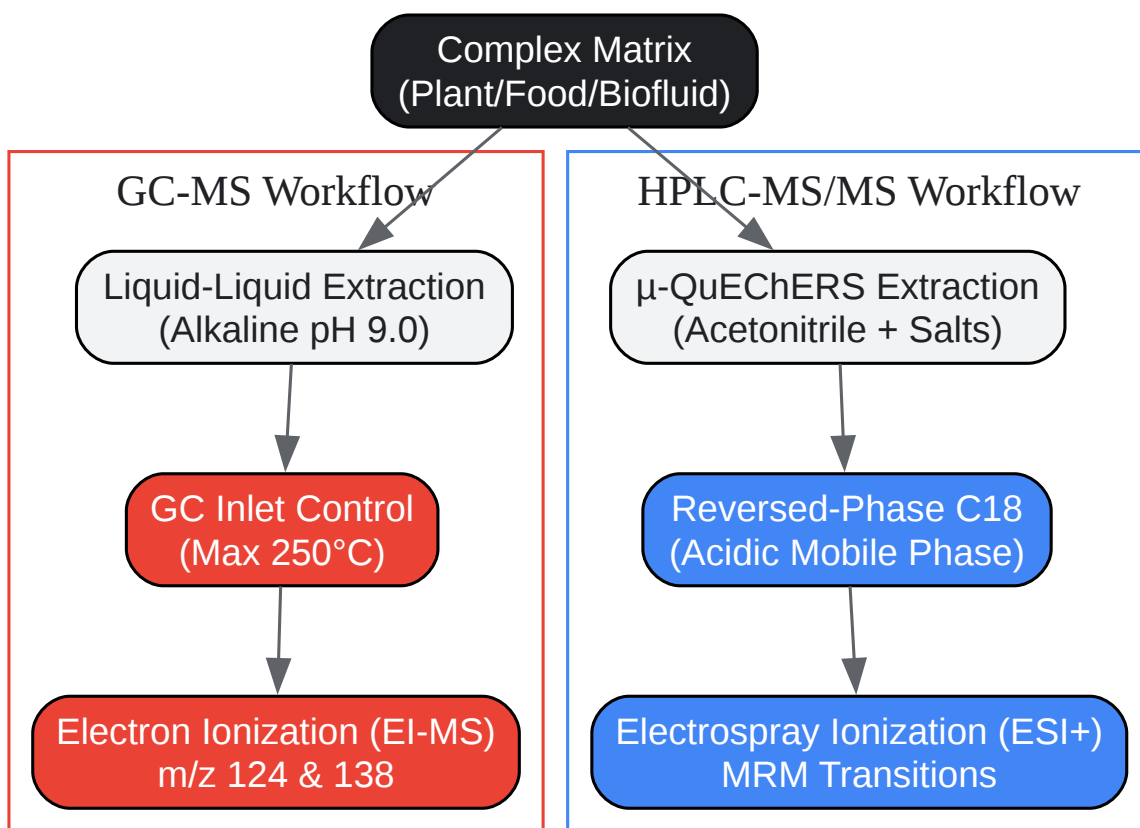 Complex Matrix
(Plant/Food/Biofluid)
GC-MS Workflow
Liquid-Liquid Extraction
(Alkaline pH 9.0)
GC Inlet Control
(Max 250°C)
Electron Ionization (EI-MS)
m/z 124 & 138
HPLC-MS/MS Workflow
µ-QuEChERS Extraction
(Acetonitrile + Salts)
Reversed-Phase C18
(Acidic Mobile Phase)
Electrospray Ionization (ESI+)
MRM Transitions